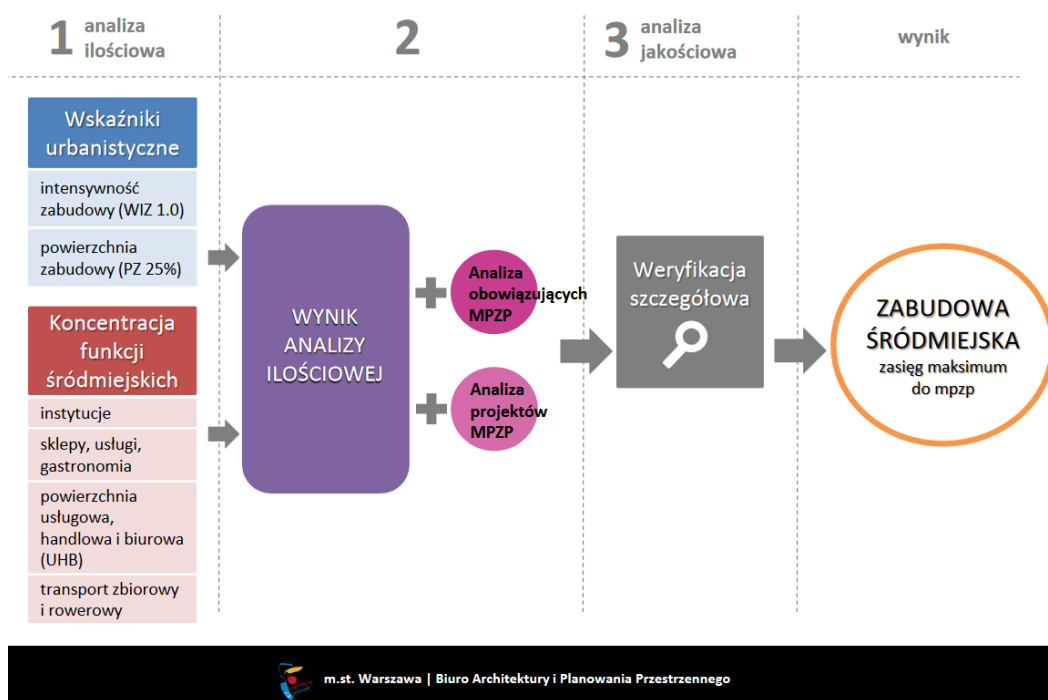 1 analiza
ilościowa
2
3 analiza
jakościowa
wynik
Wskaźniki
urbanistyczne
intensywność
zabudowy (WIZ 1.0)
powierzchnia
zabudowy (PZ 25%)
Koncentracja
funkcji
śródmiejskich
instytucje
sklepy, usługi,
gastronomia
powierzchnia
usługowa,
handlowa i biurowa
(UHB)
transport zbiorowy
i rowerowy
WYNIK
ANALIZY
ILOŚCIOWEJ
+ Analiza
obowiązujących
MPZP
+ Analiza
projektów
MPZP
Weryfikacja
szczegółowa
ZABUDOWA
ŚRÓDMIEJSKA
zasięg maksimum
do mpzp
m.st. Warszawa | Biuro Architektury i Planowania Przestrzennego